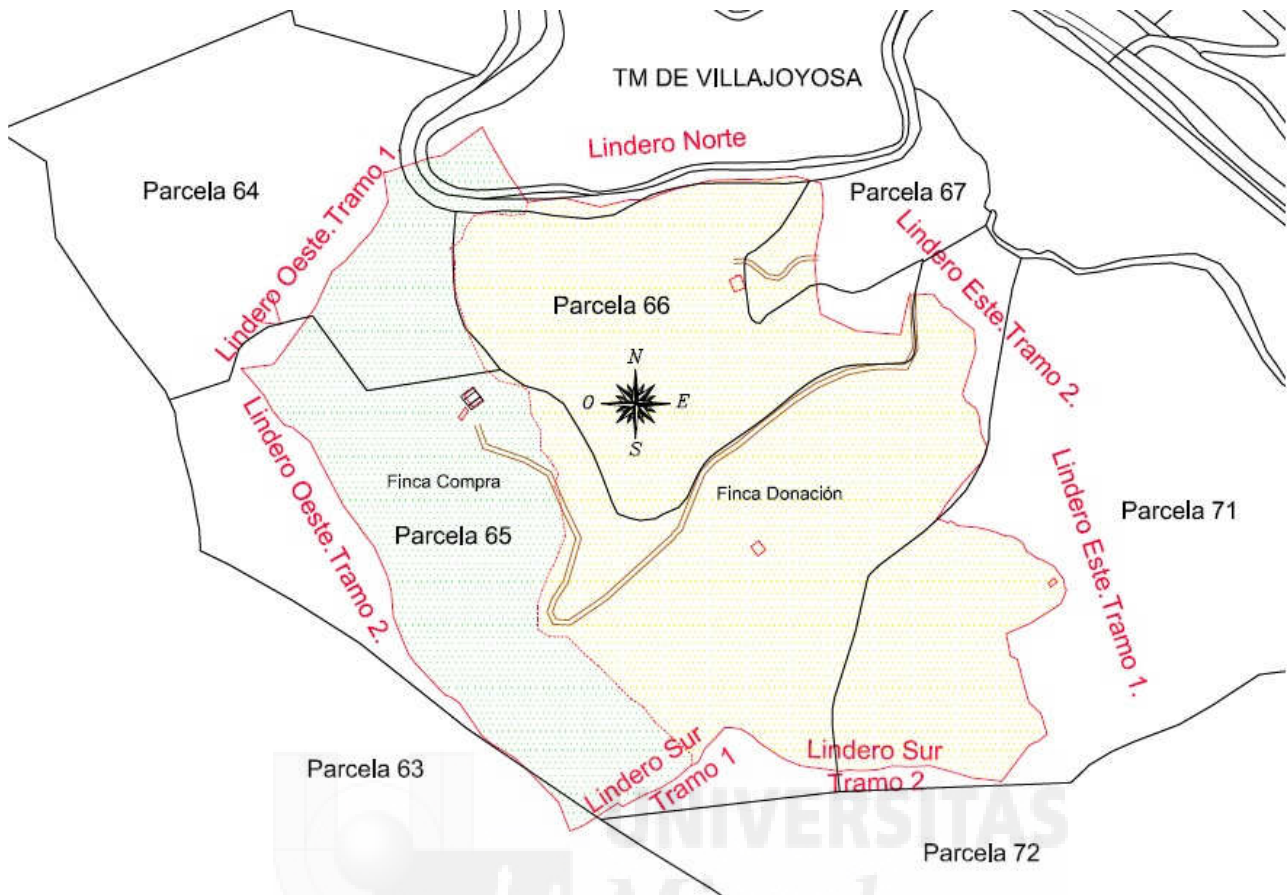 TM DE VILLAJOYOSA
Lindero Norte
Parcela 64
Parcela 67
Lindero Oeste.Tramo 1.
Lindero Este.Tramo 2.
Parcela 66
N
O
E
S
Lindero Oeste.Tramo 2.
Finca Compra
Finca Donación
Parcela 65
Parcela 71
Lindero Este.Tramo 1.
Parcela 63
Lindero Sur
Tramo 1
Lindero Sur
Tramo 2
UNIVERSITAS
Parcela 72